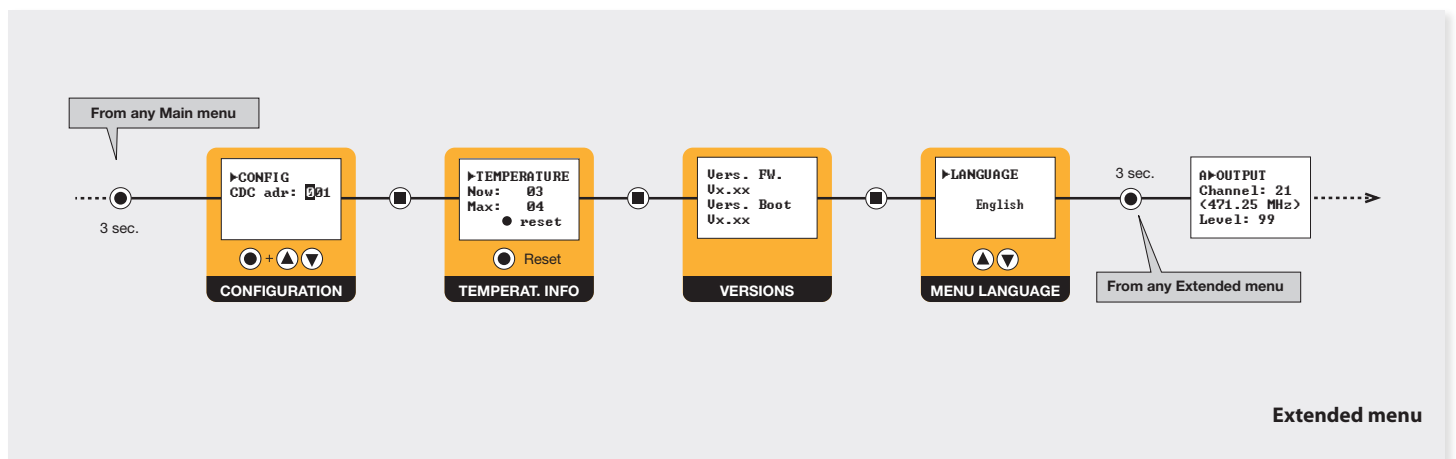 From any Main menu
3 sec.
▶CONFIG
CDC adr: 001
+
CONFIGURATION
▶TEMPERATURE
Now: 03
Max: 04
● reset
Reset
TEMPERAT. INFO
Vers. FW.
Vx.xx
Vers. Boot
Vx.xx
VERSIONS
▶LANGUAGE
English
MENU LANGUAGE
3 sec.
From any Extended menu
A▶OUTPUT
Channel: 21
(471.25 MHz)
Level: 99
Extended menu